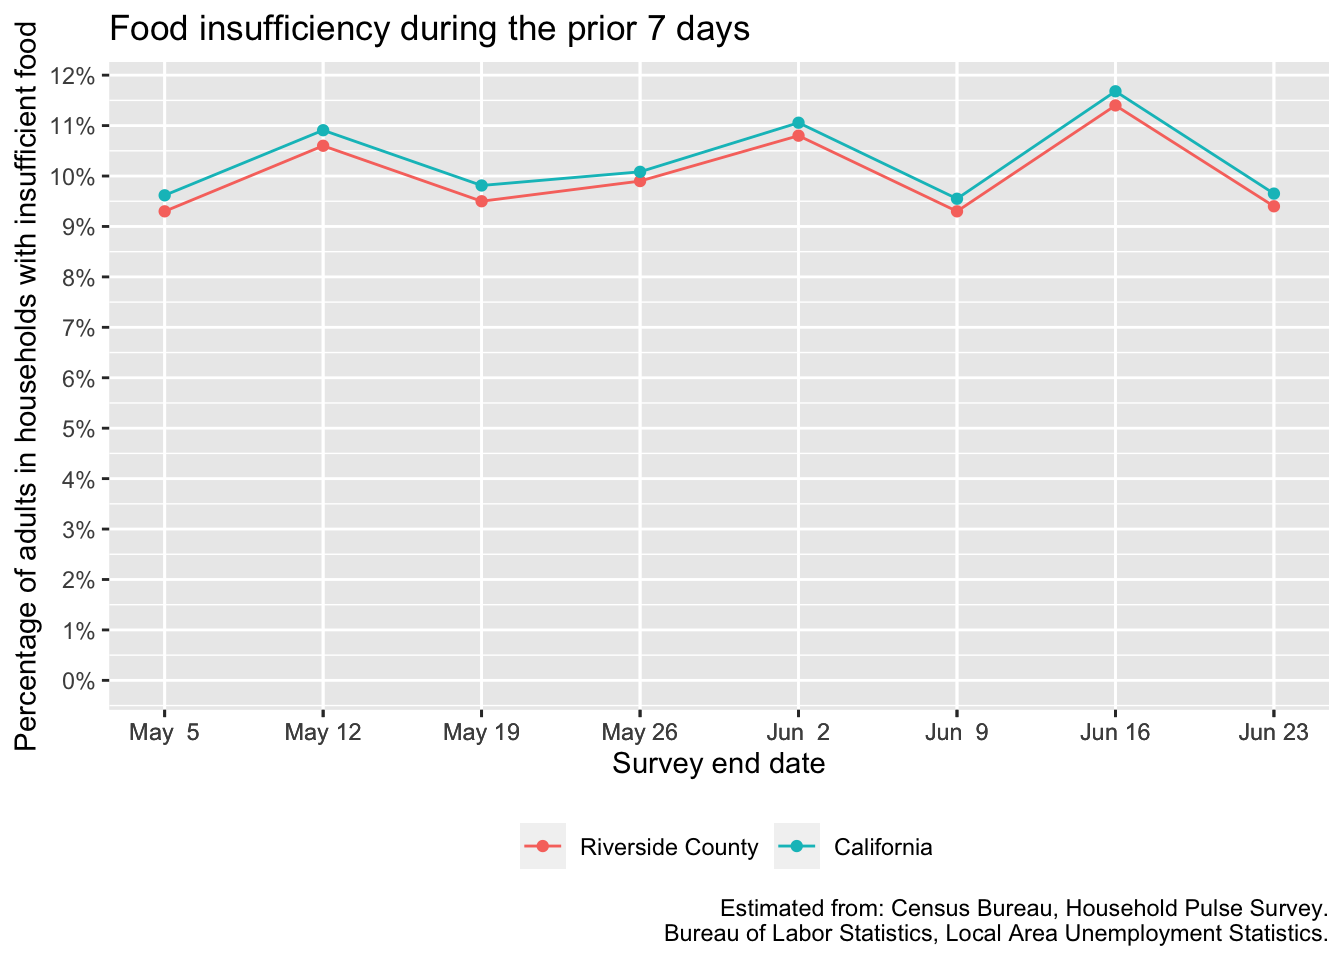 Food insufficiency during the prior 7 days
Percentage of adults in households with insufficient food
12%
11%
10%
9%
8%
7%
6%
5%
4%
3%
2%
1%
0%
May 5 May 12 May 19 May 26 Jun 2 Jun 9 Jun 16 Jun 23
Survey end date
Riverside County California
Estimated from: Census Bureau, Household Pulse Survey.
Bureau of Labor Statistics, Local Area Unemployment Statistics.